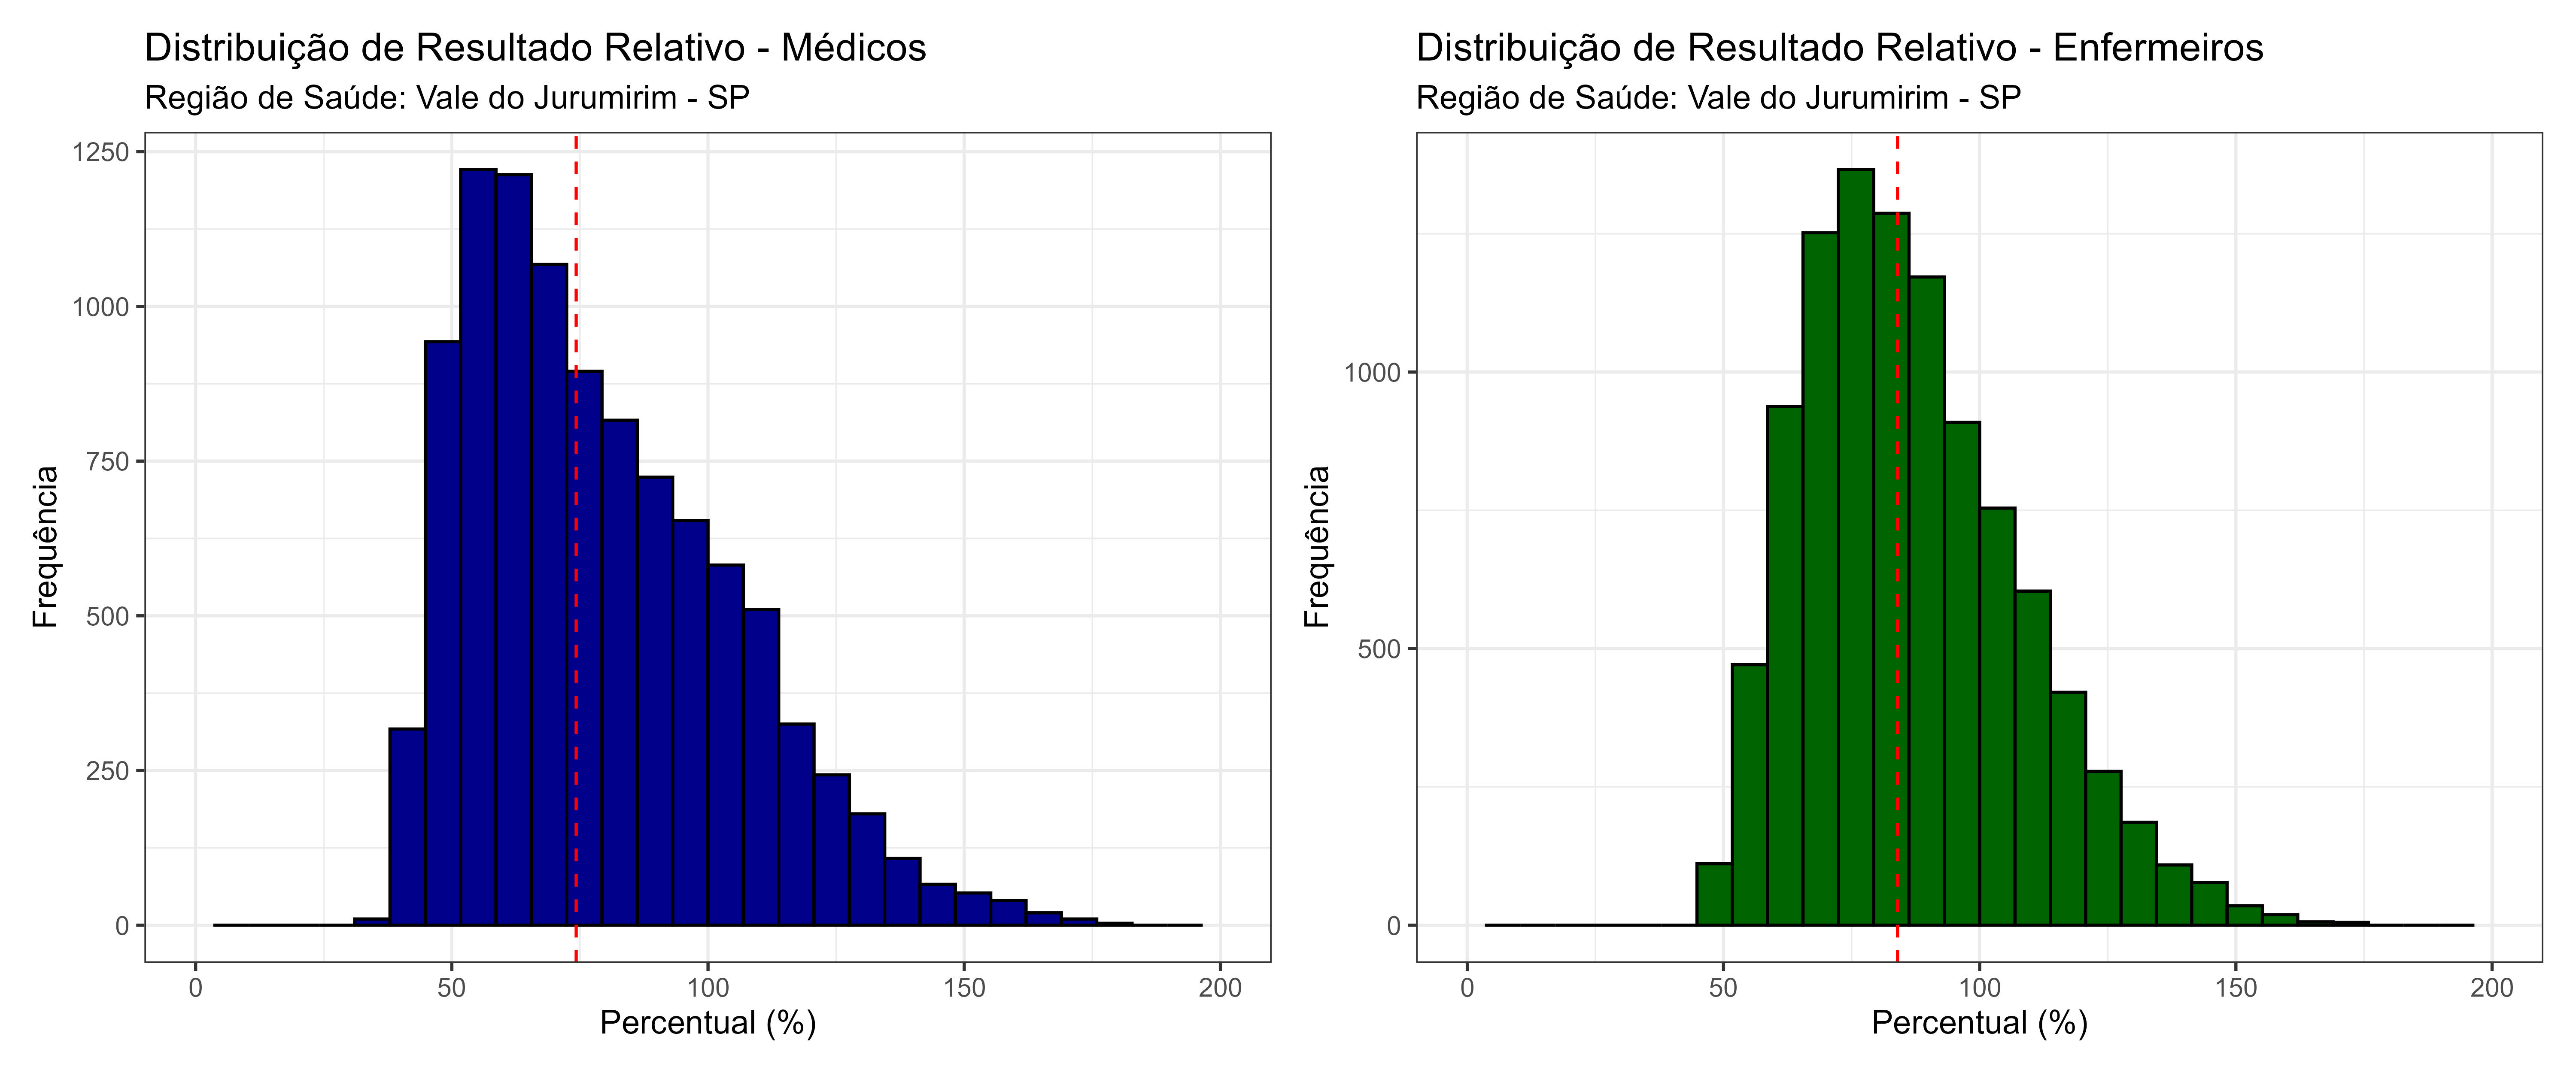 Distribuição de Resultado Relativo - Médicos
Região de Saúde: Vale do Jurumirim - SP
Frequência
1250
1000
750
500
250
0
0 50 100 150 200
Percentual (%)
Distribuição de Resultado Relativo - Enfermeiros
Região de Saúde: Vale do Jurumirim - SP
Frequência
1000
500
0
0 50 100 150 200
Percentual (%)